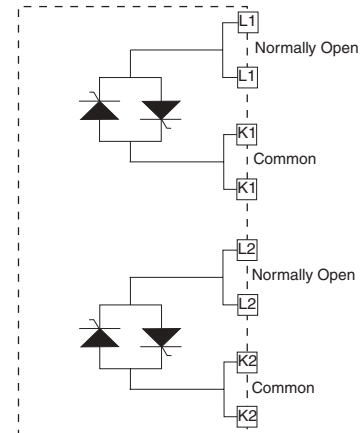 L1
Normally Open
L1
K1
Common
K1
L2
Normally Open
L2
K2
Common
K2